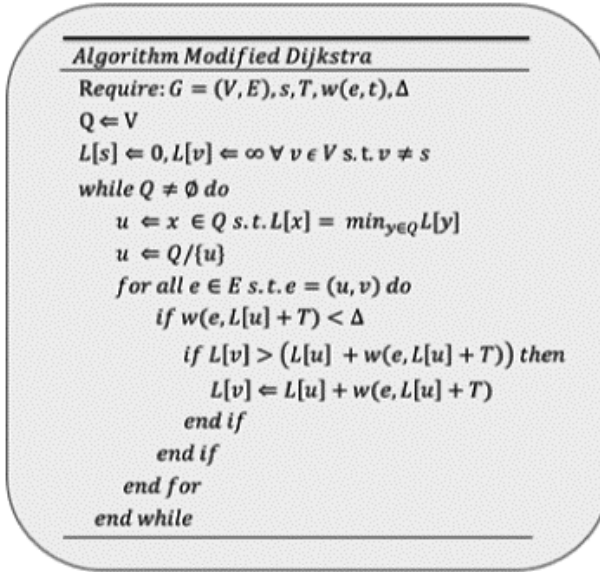 Algorithm Modified Dijkstra
Require: G = (V, E), s, T, w(e, t), Δ
Q ⇐ V
L[s] ⇐ 0, L[v] ⇐ ∞ ∀ v ϵ V s. t. v ≠ s
while Q ≠ ∅ do
u ⇐ x ∈ Q s. t. L[x] = min_{y∈Q} L[y]
u ⇐ Q/{u}
for all e ∈ E s. t. e = (u, v) do
if w(e, L[u] + T) < Δ
if L[v] > (L[u] + w(e, L[u] + T)) then
L[v] ⇐ L[u] + w(e, L[u] + T)
end if
end if
end for
end while